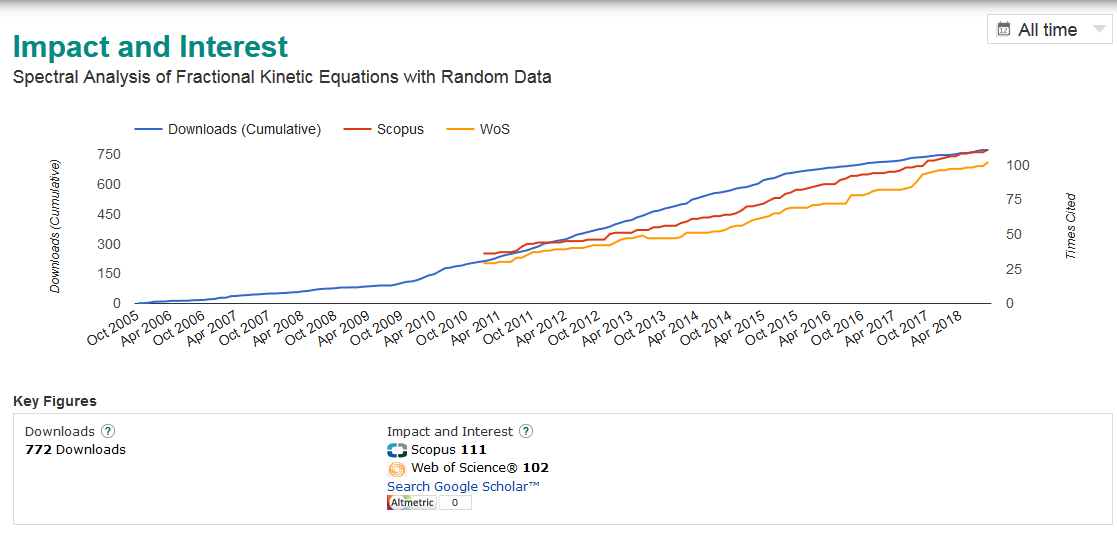 All time
Impact and Interest
Spectral Analysis of Fractional Kinetic Equations with Random Data
Downloads (Cumulative) Scopus WoS
Downloads (Cumulative)
750
600
450
300
150
0
100
75
50
25
0
Times Cited
Oct 2005 Apr 2006 Oct 2006 Apr 2007 Oct 2007 Apr 2008 Oct 2008 Apr 2009 Oct 2009 Apr 2010 Oct 2010 Apr 2011 Oct 2011 Apr 2012 Oct 2012 Apr 2013 Oct 2013 Apr 2014 Oct 2014 Apr 2015 Oct 2015 Apr 2016 Oct 2016 Apr 2017 Oct 2017 Apr 2018
Key Figures
Downloads ?
772 Downloads
Impact and Interest ?
Scopus 111
Web of Science® 102
Search Google Scholar™
Altmetric 0